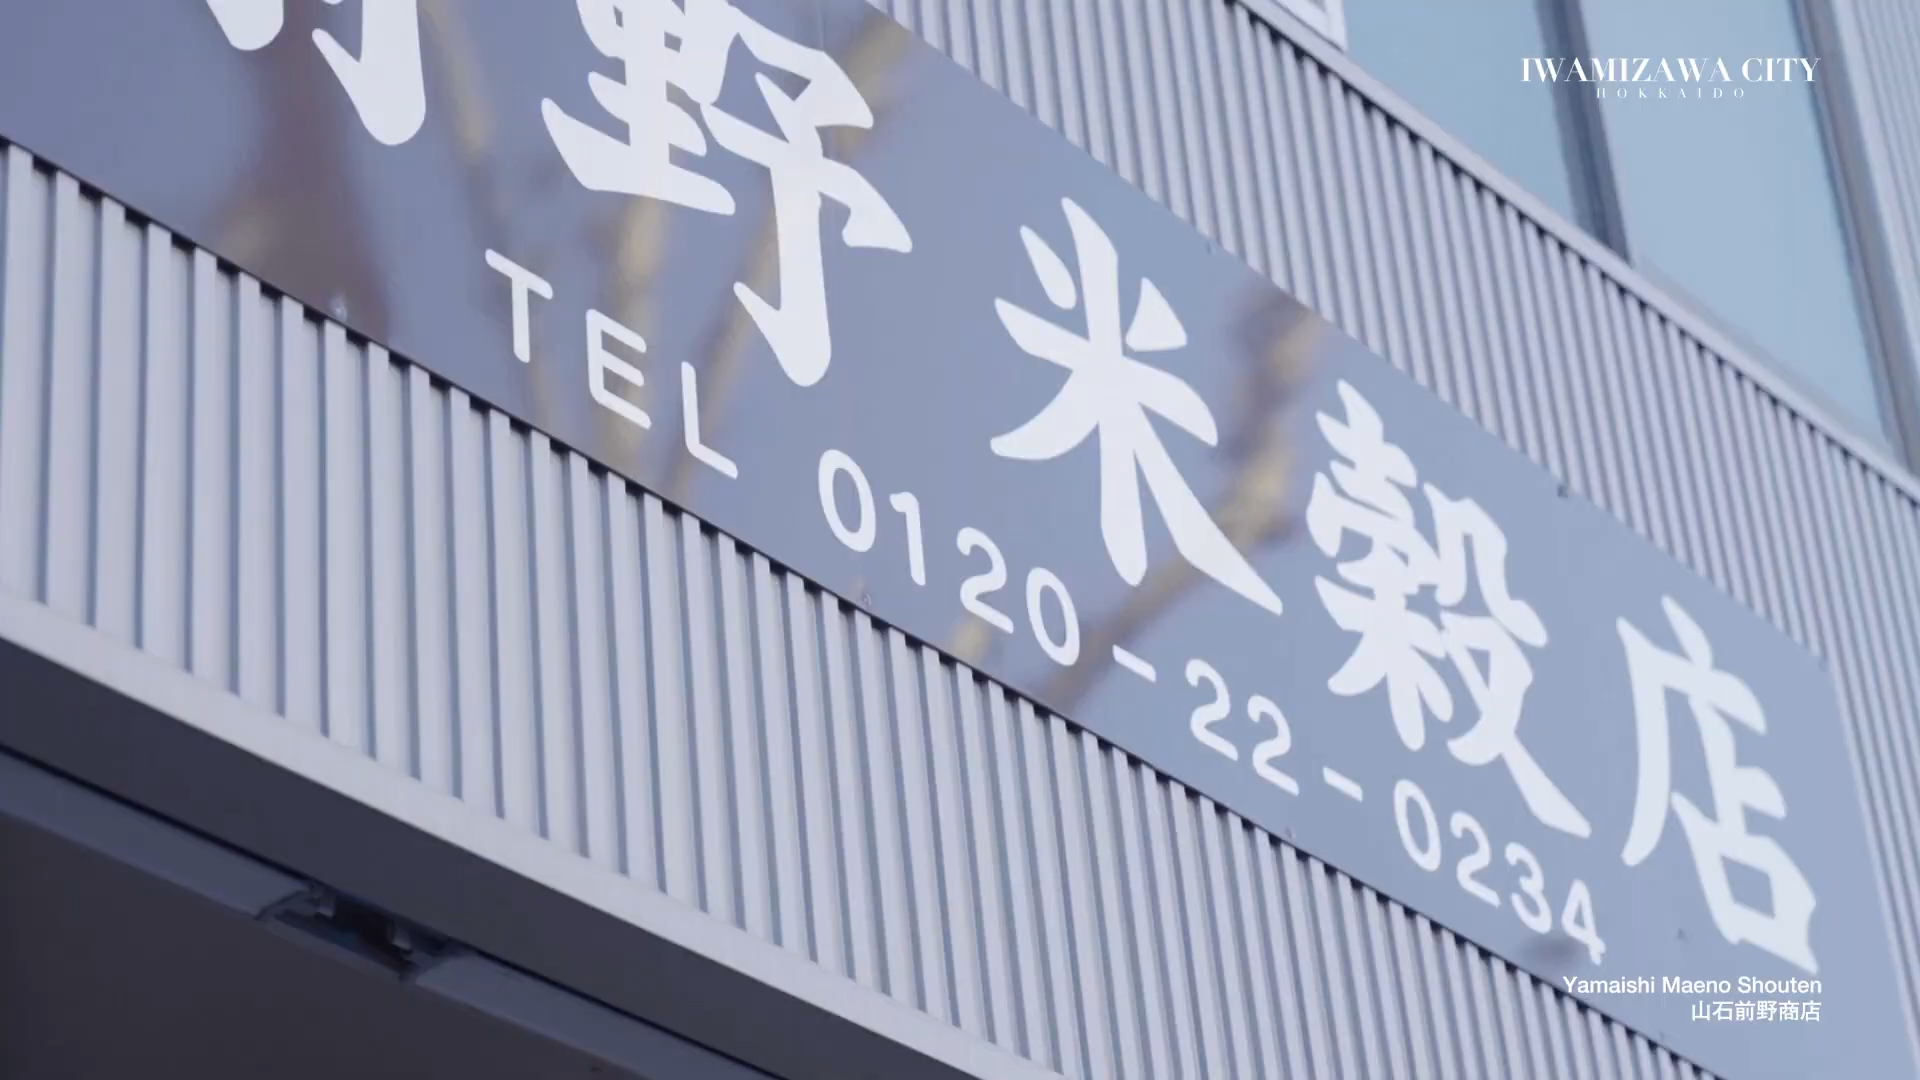 IWAMIZAWA CITY
HOKKAIDO
野米穀店
TEL 0120-22-0234
Yamaishi Maeno Shouten
山石前野商店